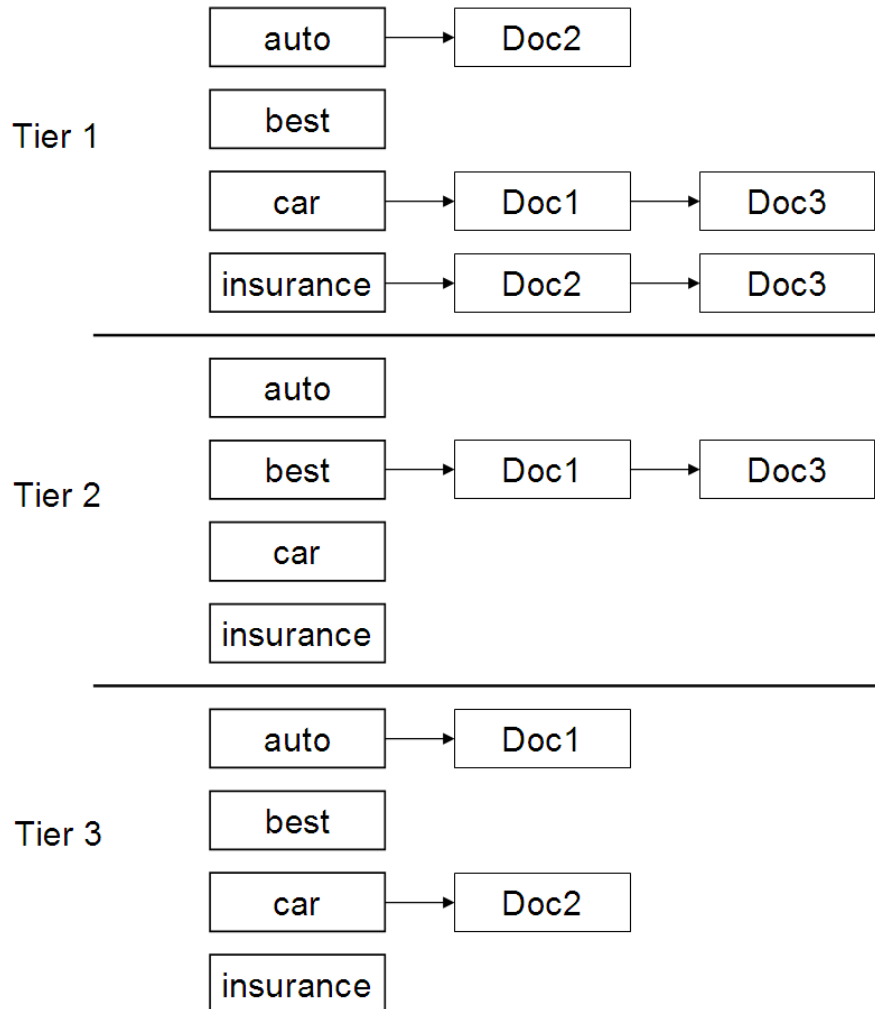 auto Doc2
Tier 1
best
car Doc1 Doc3
insurance Doc2 Doc3
auto
best Doc1 Doc3
Tier 2
car
insurance
auto Doc1
best
Tier 3
car Doc2
insurance